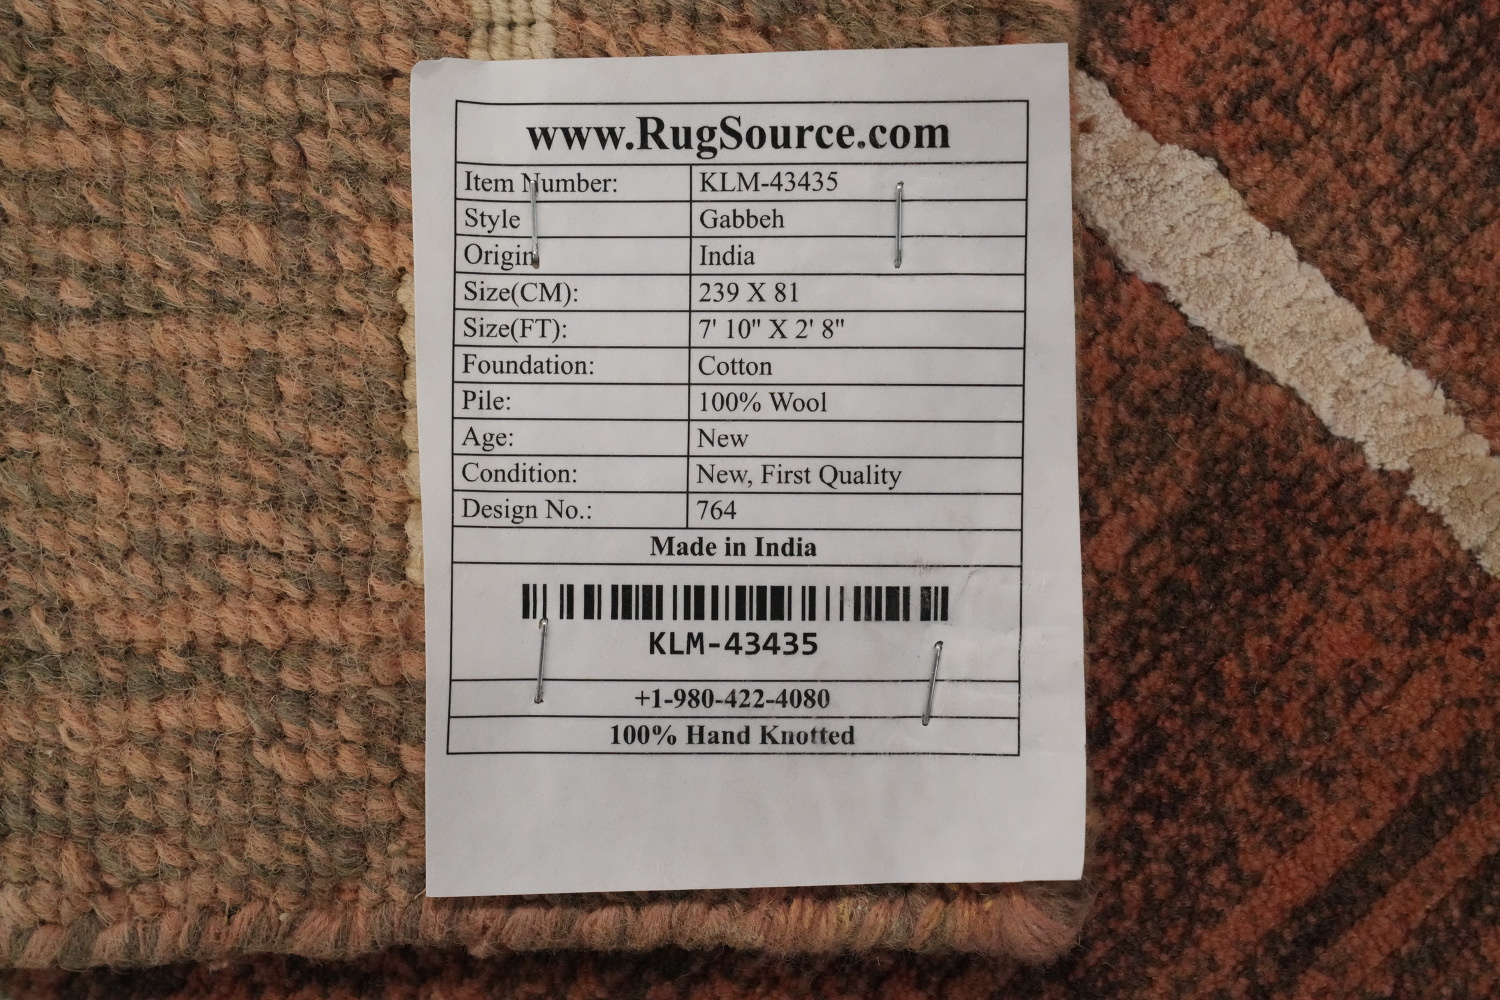 www.RugSource.com
Item Number: KLM-43435
Style Gabbeh
Origin India
Size(CM): 239 X 81
Size(FT): 7' 10" X 2' 8"
Foundation: Cotton
Pile: 100% Wool
Age: New
Condition: New, First Quality
Design No.: 764
Made in India
KLM-43435
+1-980-422-4080
100% Hand Knotted